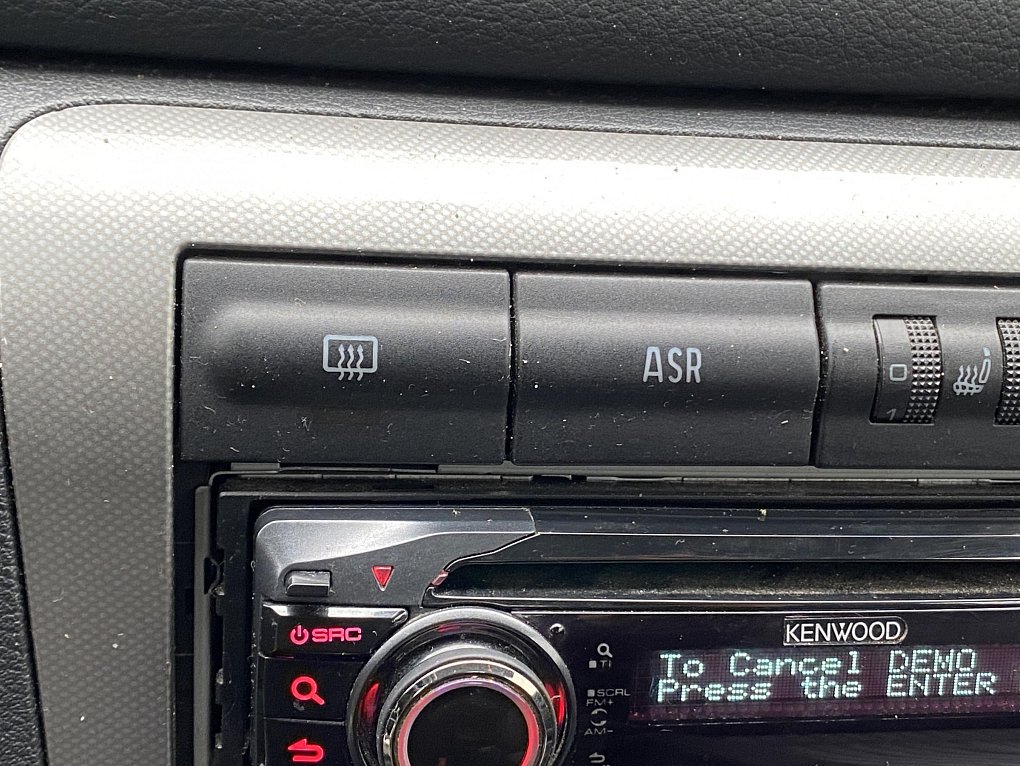 ASR
0
1
KENWOOD
SRC
TI
To Cancel DEMO
Press the ENTER
SCRL
FM+
AM-